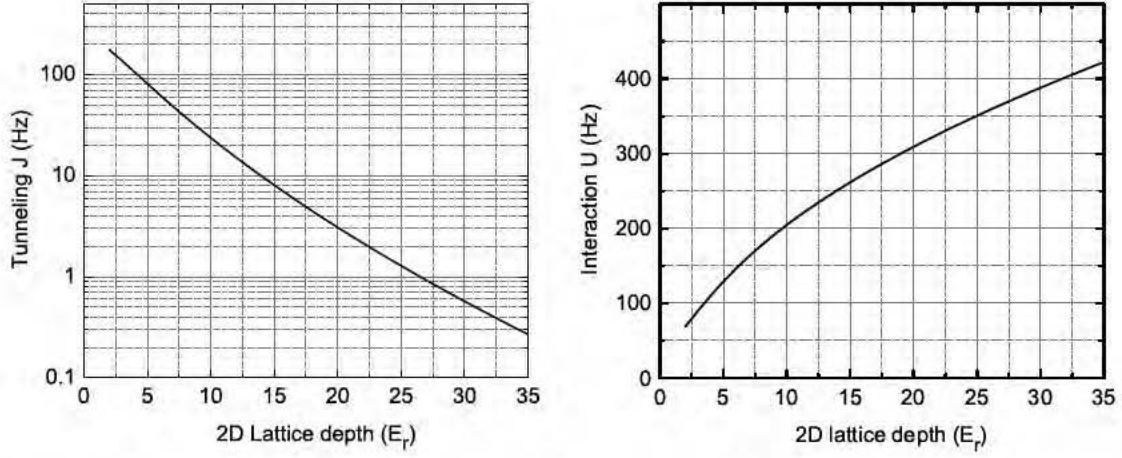 Tunneling J (Hz)
100
10
1
0.1
0 5 10 15 20 25 30 35
2D Lattice depth (Er)
Interaction U (Hz)
400
300
200
100
0
0 5 10 15 20 25 30 35
2D lattice depth (Er)